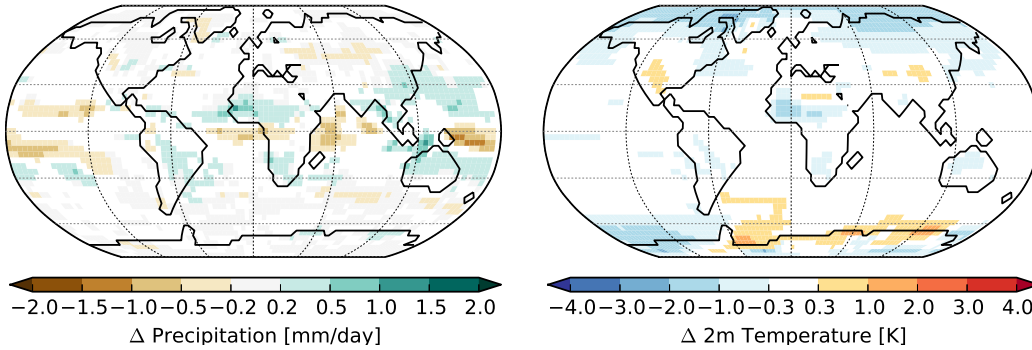 −2.0 −1.5 −1.0 −0.5 −0.2 0.2 0.5 1.0 1.5 2.0
Δ Precipitation [mm/day]
−4.0 −3.0 −2.0 −1.0 −0.3 0.3 1.0 2.0 3.0 4.0
Δ 2m Temperature [K]